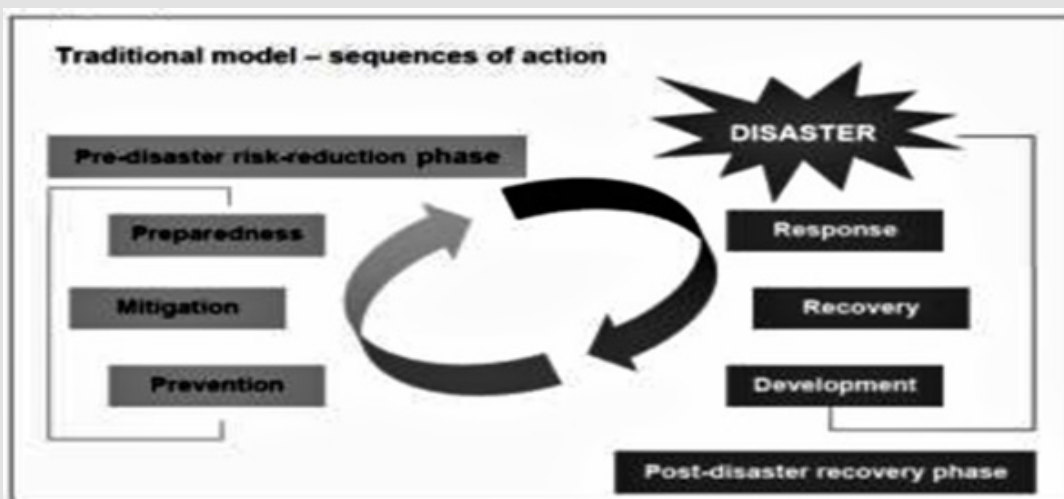 Traditional model – sequences of action
DISASTER
Pre-disaster risk-reduction phase
Preparedness
Mitigation
Prevention
Response
Recovery
Development
Post-disaster recovery phase